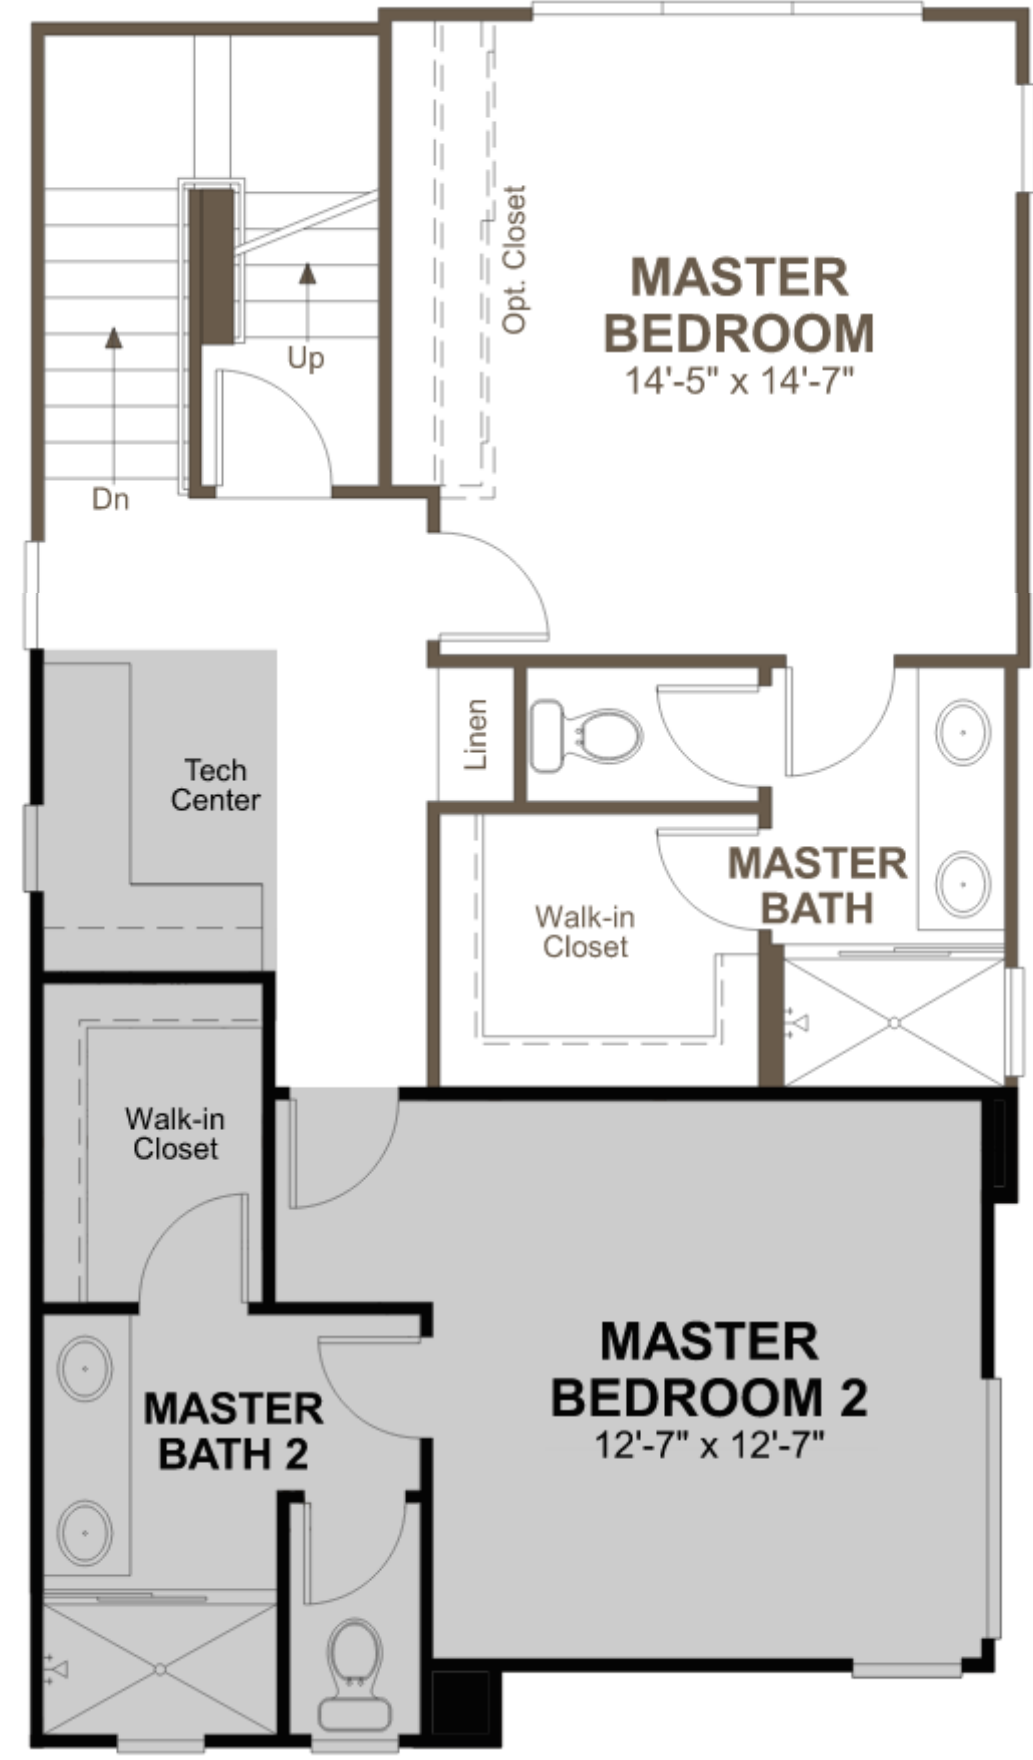 Opt. Closet
MASTER
BEDROOM
14'-5" x 14'-7"
Up
Dn
Linen
Tech
Center
MASTER
BATH
Walk-in
Closet
Walk-in
Closet
MASTER
BEDROOM 2
12'-7" x 12'-7"
MASTER
BATH 2